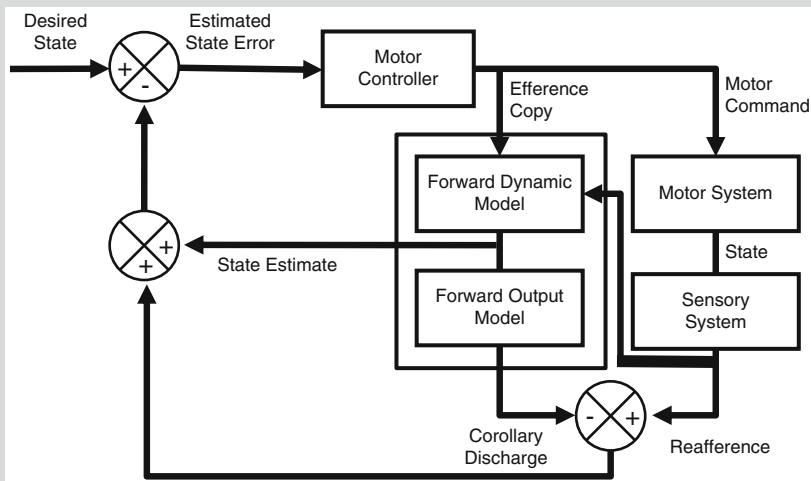 Desired
State
Estimated
State Error
Motor
Controller
Efference
Copy
Motor
Command
+
-
Forward Dynamic
Model
Motor System
+
+
State Estimate
State
Forward Output
Model
Sensory
System
-
+
Corollary
Discharge
Reafference